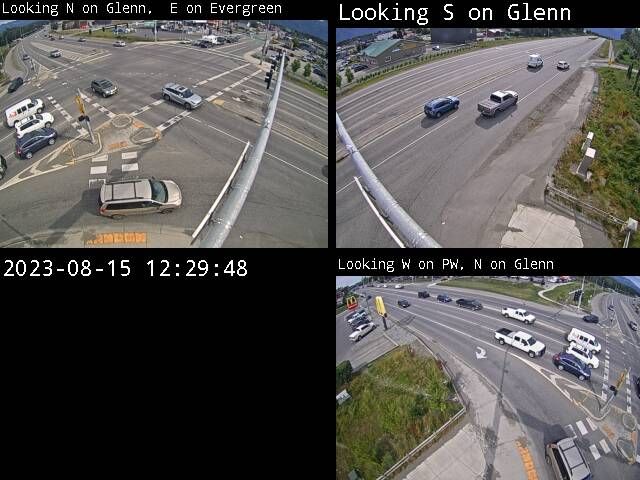 Looking N on Glenn,  E on Evergreen
Looking S on Glenn
2023-08-15 12:29:48
Looking W on PW, N on Glenn